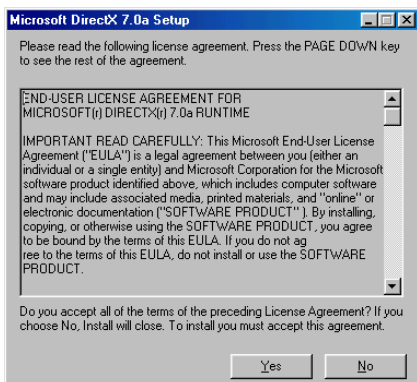 Microsoft DirectX 7.0a Setup
Please read the following license agreement. Press the PAGE DOWN key
to see the rest of the agreement.
END-USER LICENSE AGREEMENT FOR
MICROSOFT(r) DIRECTX(r) 7.0a RUNTIME
IMPORTANT READ CAREFULLY: This Microsoft End-User License
Agreement ("EULA") is a legal agreement between you (either an
individual or a single entity) and Microsoft Corporation for the Microsoft
software product identified above, which includes computer software
and may include associated media, printed materials, and "online" or
electronic documentation ("SOFTWARE PRODUCT" ). By installing,
copying, or otherwise using the SOFTWARE PRODUCT, you agree
to be bound by the terms of this EULA. If you do not ag
ree to the terms of this EULA, do not install or use the SOFTWARE
PRODUCT.
Do you accept all of the terms of the preceding License Agreement? If you
choose No, Install will close. To install you must accept this agreement.
Yes No